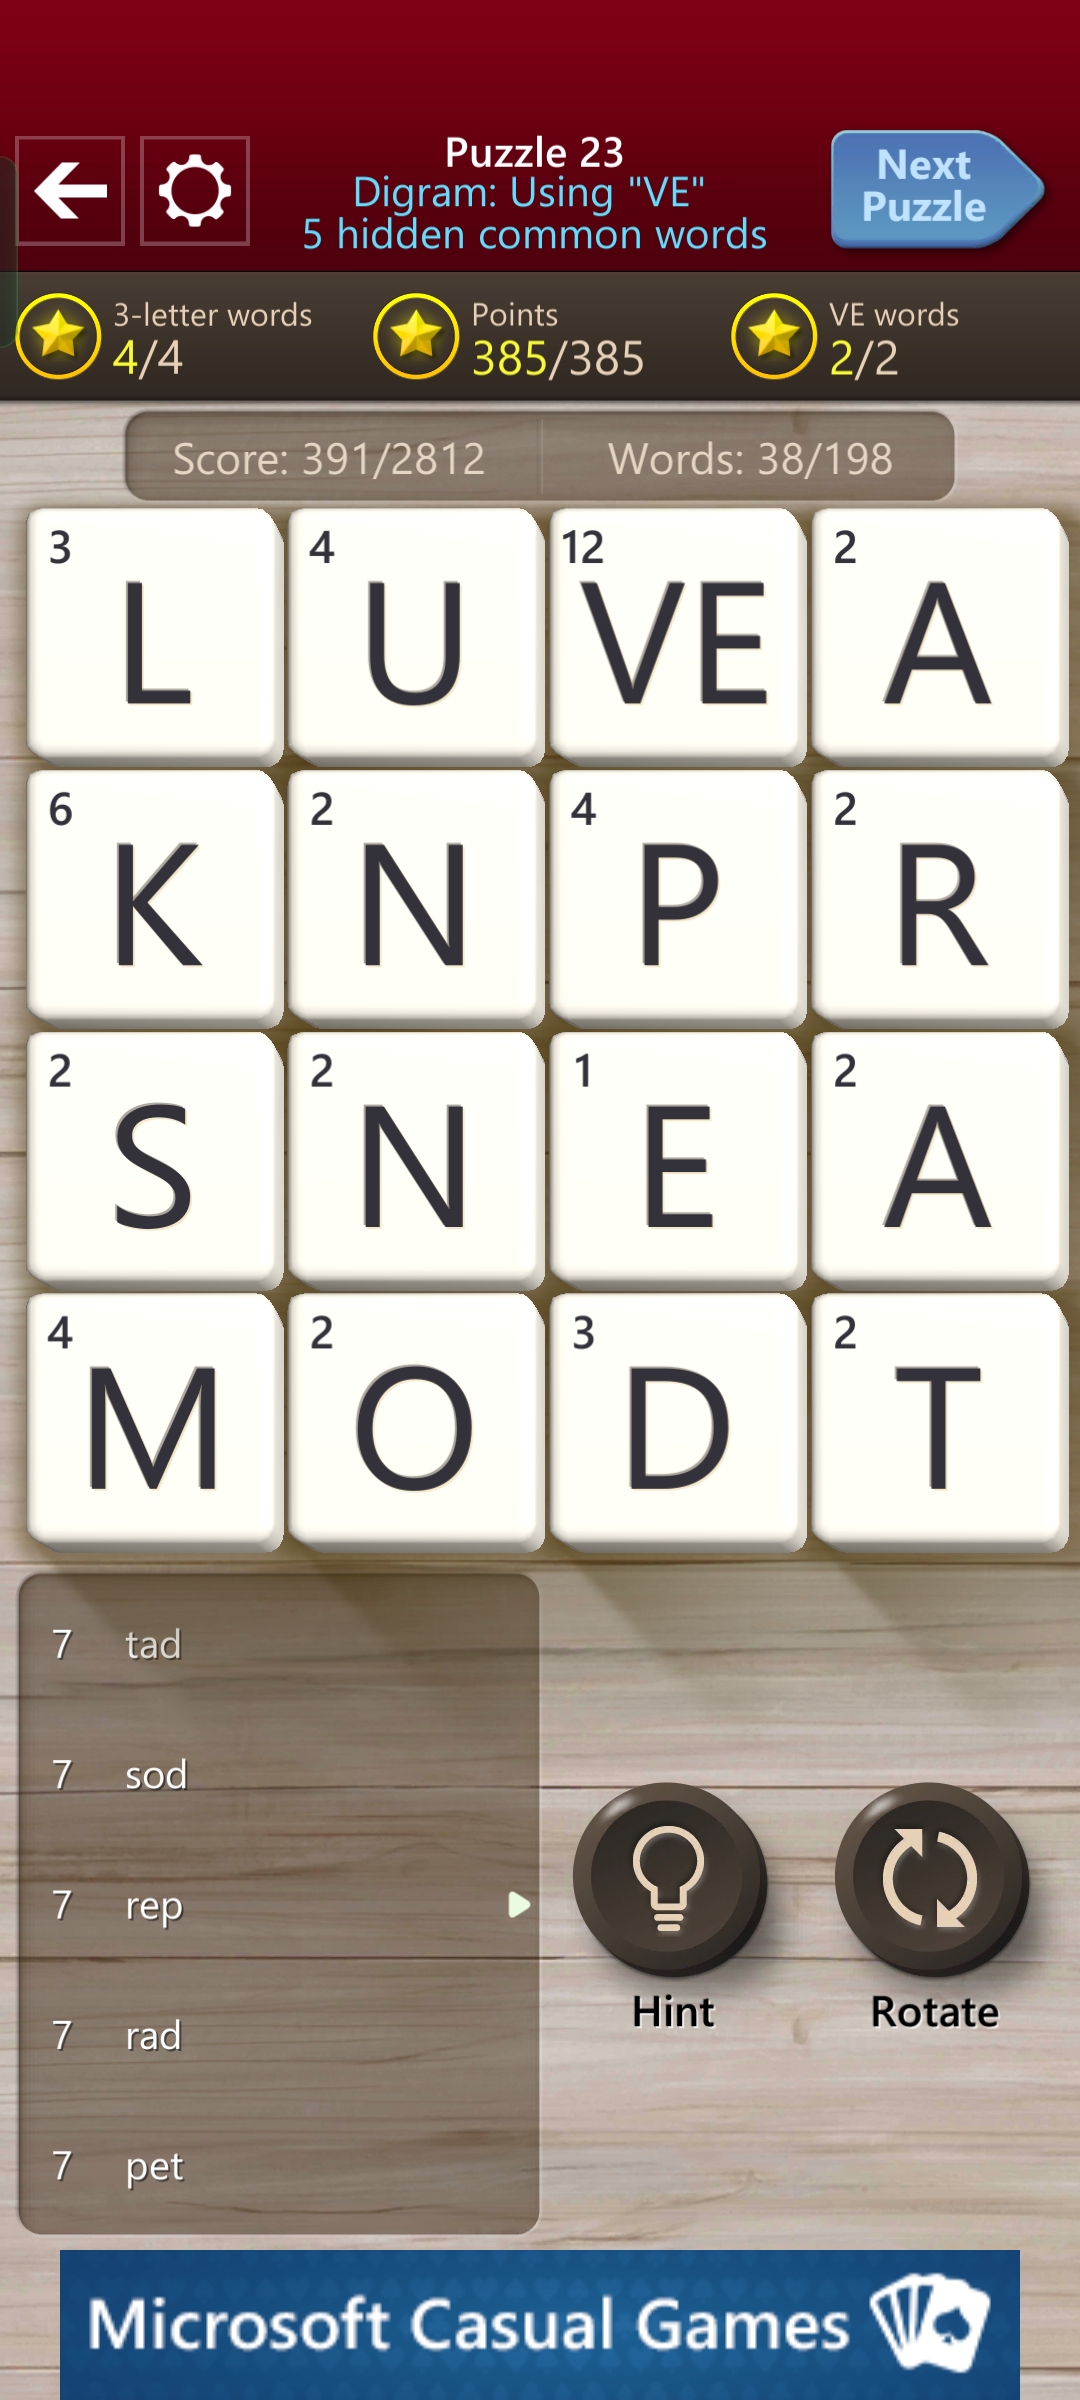 Puzzle 23
Digram: Using "VE"
5 hidden common words
Next
Puzzle
3-letter words
4/4
Points
385/385
VE words
2/2
Score: 391/2812
Words: 38/198
3 L 4 U 12 VE 2 A
6 K 2 N 4 P 2 R
2 S 2 N 1 E 2 A
4 M 2 O 3 D 2 T
7 tad
7 sod
7 rep
7 rad
7 pet
Hint
Rotate
Microsoft Casual Games